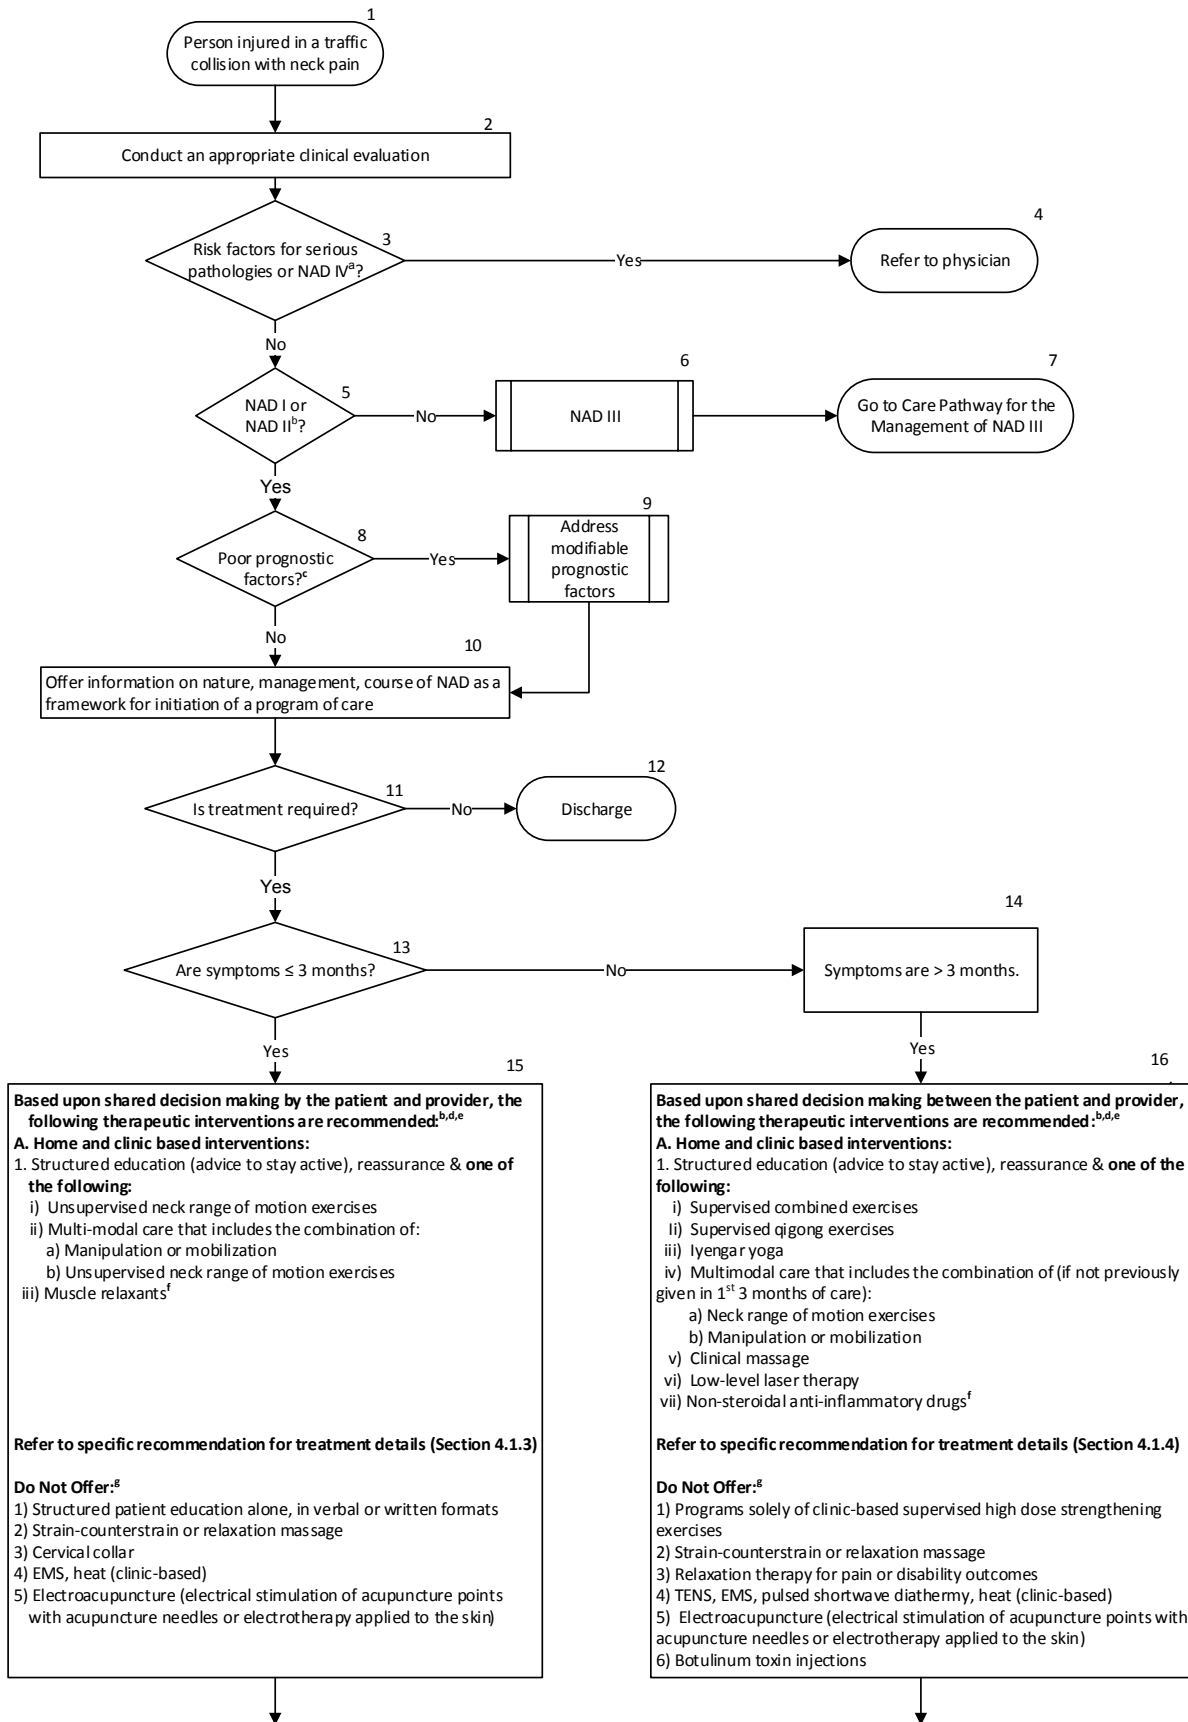 1
Person injured in a traffic
collision with neck pain
2
Conduct an appropriate clinical evaluation
3
Risk factors for serious
pathologies or NAD IVᵃ?
Yes
4
Refer to physician
No
5
NAD I or
NAD IIᵇ?
No
6
NAD III
7
Go to Care Pathway for the
Management of NAD III
Yes
8
Poor prognostic
factors?ᶜ
Yes
9
Address
modifiable
prognostic
factors
No
10
Offer information on nature, management, course of NAD as a
framework for initiation of a program of care
11
Is treatment required?
No
12
Discharge
Yes
13
Are symptoms ≤ 3 months?
No
14
Symptoms are > 3 months.
Yes
15
Based upon shared decision making by the patient and provider, the
following therapeutic interventions are recommended:ᵇ,ᵈ,ᵉ
A. Home and clinic based interventions:
1. Structured education (advice to stay active), reassurance & one of
the following:
i) Unsupervised neck range of motion exercises
ii) Multi-modal care that includes the combination of:
a) Manipulation or mobilization
b) Unsupervised neck range of motion exercises
iii) Muscle relaxantsᶠ
Refer to specific recommendation for treatment details (Section 4.1.3)
Do Not Offer:ᵍ
1) Structured patient education alone, in verbal or written formats
2) Strain-counterstrain or relaxation massage
3) Cervical collar
4) EMS, heat (clinic-based)
5) Electroacupuncture (electrical stimulation of acupuncture points
with acupuncture needles or electrotherapy applied to the skin)
Yes
16
Based upon shared decision making between the patient and provider,
the following therapeutic interventions are recommended:ᵇ,ᵈ,ᵉ
A. Home and clinic based interventions:
1. Structured education (advice to stay active), reassurance & one of the
following:
i) Supervised combined exercises
Ii) Supervised qigong exercises
iii) Iyengar yoga
iv) Multimodal care that includes the combination of (if not previously
given in 1ˢᵗ 3 months of care):
a) Neck range of motion exercises
b) Manipulation or mobilization
v) Clinical massage
vi) Low-level laser therapy
vii) Non-steroidal anti-inflammatory drugsᶠ
Refer to specific recommendation for treatment details (Section 4.1.4)
Do Not Offer:ᵍ
1) Programs solely of clinic-based supervised high dose strengthening
exercises
2) Strain-counterstrain or relaxation massage
3) Relaxation therapy for pain or disability outcomes
4) TENS, EMS, pulsed shortwave diathermy, heat (clinic-based)
5) Electroacupuncture (electrical stimulation of acupuncture points with
acupuncture needles or electrotherapy applied to the skin)
6) Botulinum toxin injections